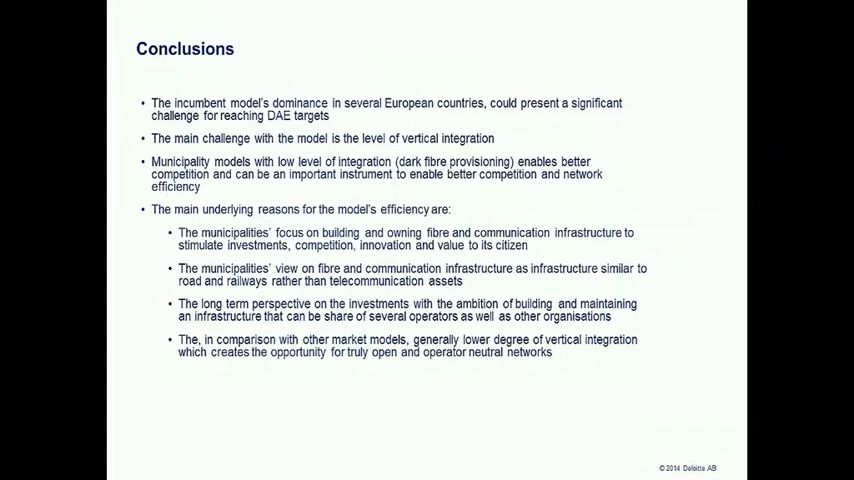 Conclusions
• The incumbent model's dominance in several European countries, could present a significant
challenge for reaching DAE targets
• The main challenge with the model is the level of vertical integration
• Municipality models with low level of integration (dark fibre provisioning) enables better
competition and can be an important instrument to enable better competition and network
efficiency
• The main underlying reasons for the model's efficiency are:
• The municipalities' focus on building and owning fibre and communication infrastructure to
stimulate investments, competition, innovation and value to its citizen
• The municipalities' view on fibre and communication infrastructure as infrastructure similar to
road and railways rather than telecommunication assets
• The long term perspective on the investments with the ambition of building and maintaining
an infrastructure that can be share of several operators as well as other organisations
• The, in comparison with other market models, generally lower degree of vertical integration
which creates the opportunity for truly open and operator neutral networks
© 2014 Deloitte AB